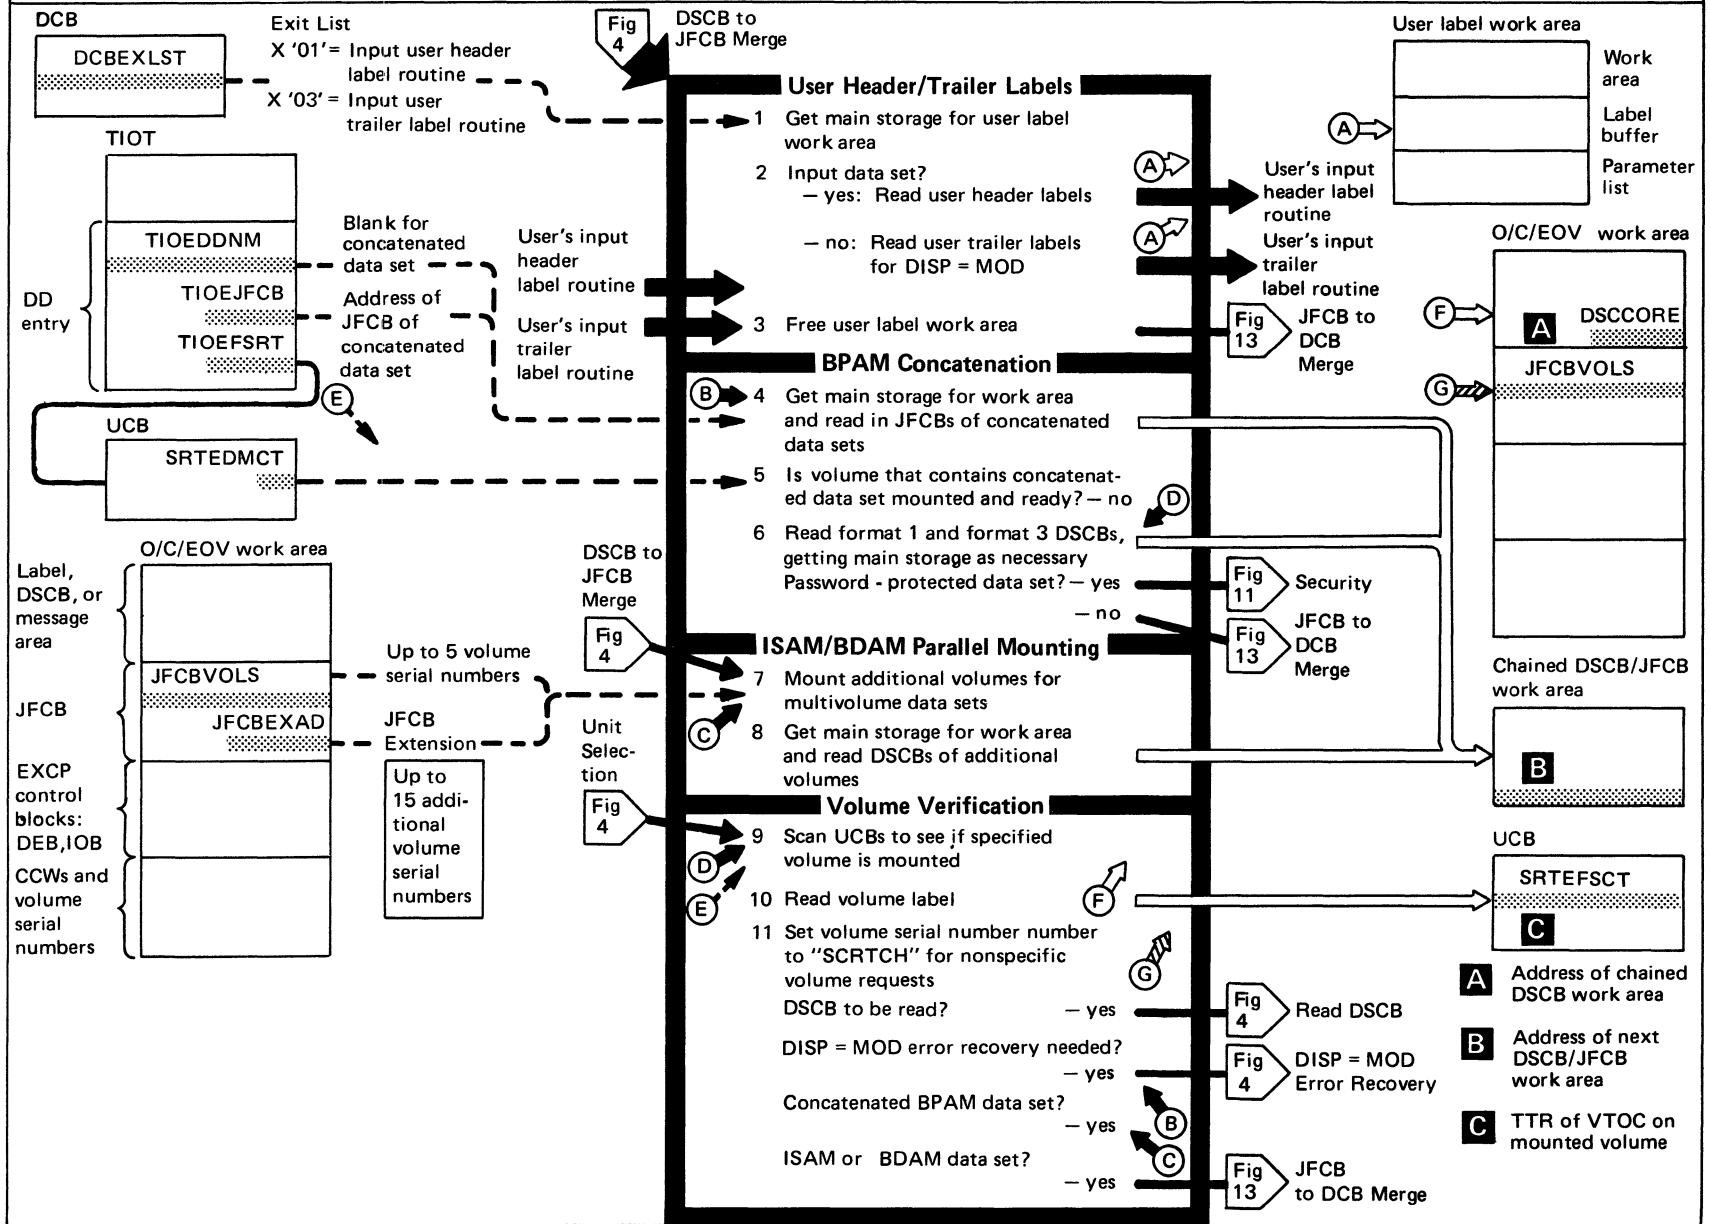 DCB
DCBEXLST
Exit List
X '01' = Input user header
label routine
X '03' = Input user
trailer label routine
TIOT
TIOEDDNM
TIOEJFCB
TIOEFSRT
DD
entry
Blank for
concatenated
data set
Address of
JFCB of
concatenated
data set
E
UCB
SRTEDMCT
User's input
header
label routine
User's input
trailer
label routine
O/C/EOV work area
Label,
DSCB, or
message
area
JFCB
JFCBVOLS
JFCBEXAD
EXCP
control
blocks:
DEB,IOB
CCWs and
volume
serial
numbers
Up to 5 volume
serial numbers
JFCB
Extension
Up to
15 addi-
tional
volume
serial
numbers
DSCB to
JFCB
Merge
Fig
4
Unit
Selec-
tion
Fig
4
Fig
4
DSCB to
JFCB Merge
User Header/Trailer Labels
1 Get main storage for user label
work area
2 Input data set?
– yes: Read user header labels
A
– no: Read user trailer labels
for DISP = MOD
A
3 Free user label work area
BPAM Concatenation
B
4 Get main storage for work area
and read in JFCBs of concatenated
data sets
5 Is volume that contains concatenat-
ed data set mounted and ready? – no
D
6 Read format 1 and format 3 DSCBs,
getting main storage as necessary
Password - protected data set? – yes
– no
ISAM/BDAM Parallel Mounting
7 Mount additional volumes for
multivolume data sets
C
8 Get main storage for work area
and read DSCBs of additional
volumes
Volume Verification
9 Scan UCBs to see if specified
volume is mounted
D
E
10 Read volume label
F
11 Set volume serial number number
to "SCRTCH" for nonspecific
volume requests
G
DSCB to be read? – yes
DISP = MOD error recovery needed?
– yes
Concatenated BPAM data set?
– yes
B
ISAM or BDAM data set?
– yes
C
User's input
header label
routine
User's input
trailer
label routine
Fig
13
JFCB to
DCB
Merge
Fig
11
Security
Fig
13
JFCB to
DCB
Merge
Fig
4
Read DSCB
Fig
4
DISP = MOD
Error Recovery
Fig
13
JFCB
to DCB Merge
User label work area
Work
area
A
Label
buffer
Parameter
list
O/C/EOV work area
F
A
DSCCORE
G
JFCBVOLS
Chained DSCB/JFCB
work area
B
UCB
SRTEFSCT
C
A Address of chained
DSCB work area
B Address of next
DSCB/JFCB
work area
C TTR of VTOC on
mounted volume